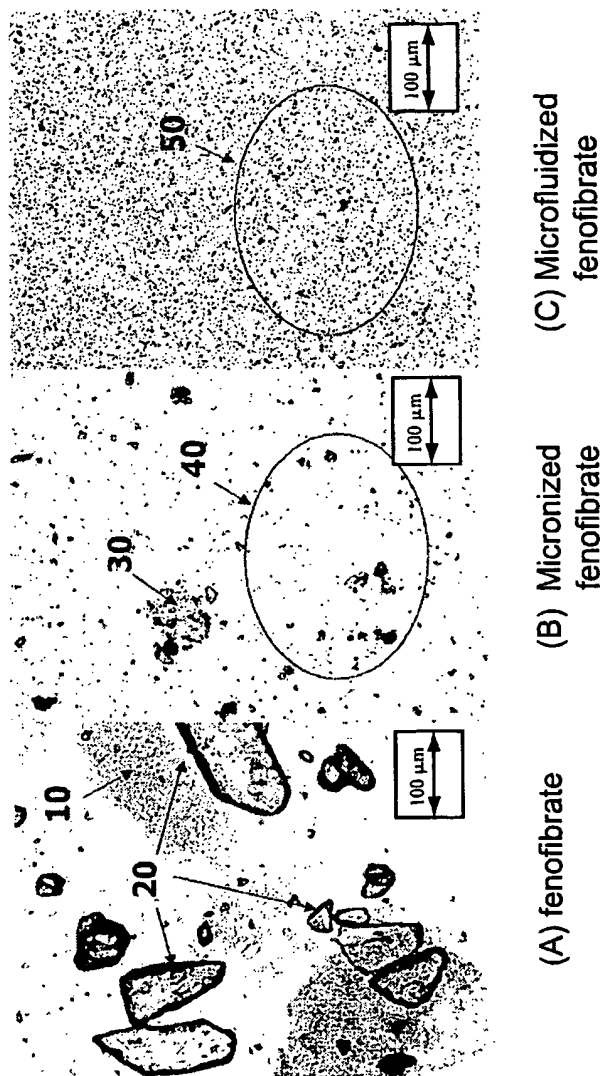 10
20
100 µm
(A) fenofibrate
30
40
100 µm
(B) Micronized
fenofibrate
50
100 µm
(C) Microfluidized
fenofibrate